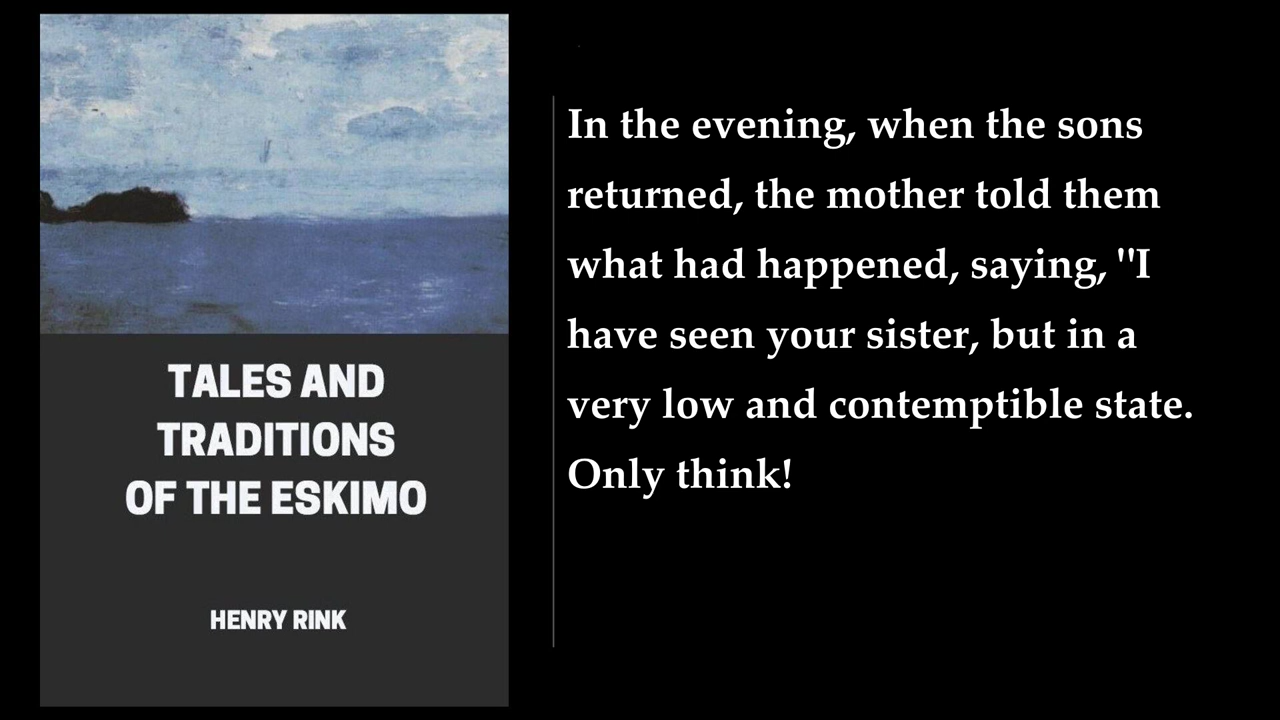 TALES AND
TRADITIONS
OF THE ESKIMO
HENRY RINK
In the evening, when the sons
returned, the mother told them
what had happened, saying, "I
have seen your sister, but in a
very low and contemptible state.
Only think!